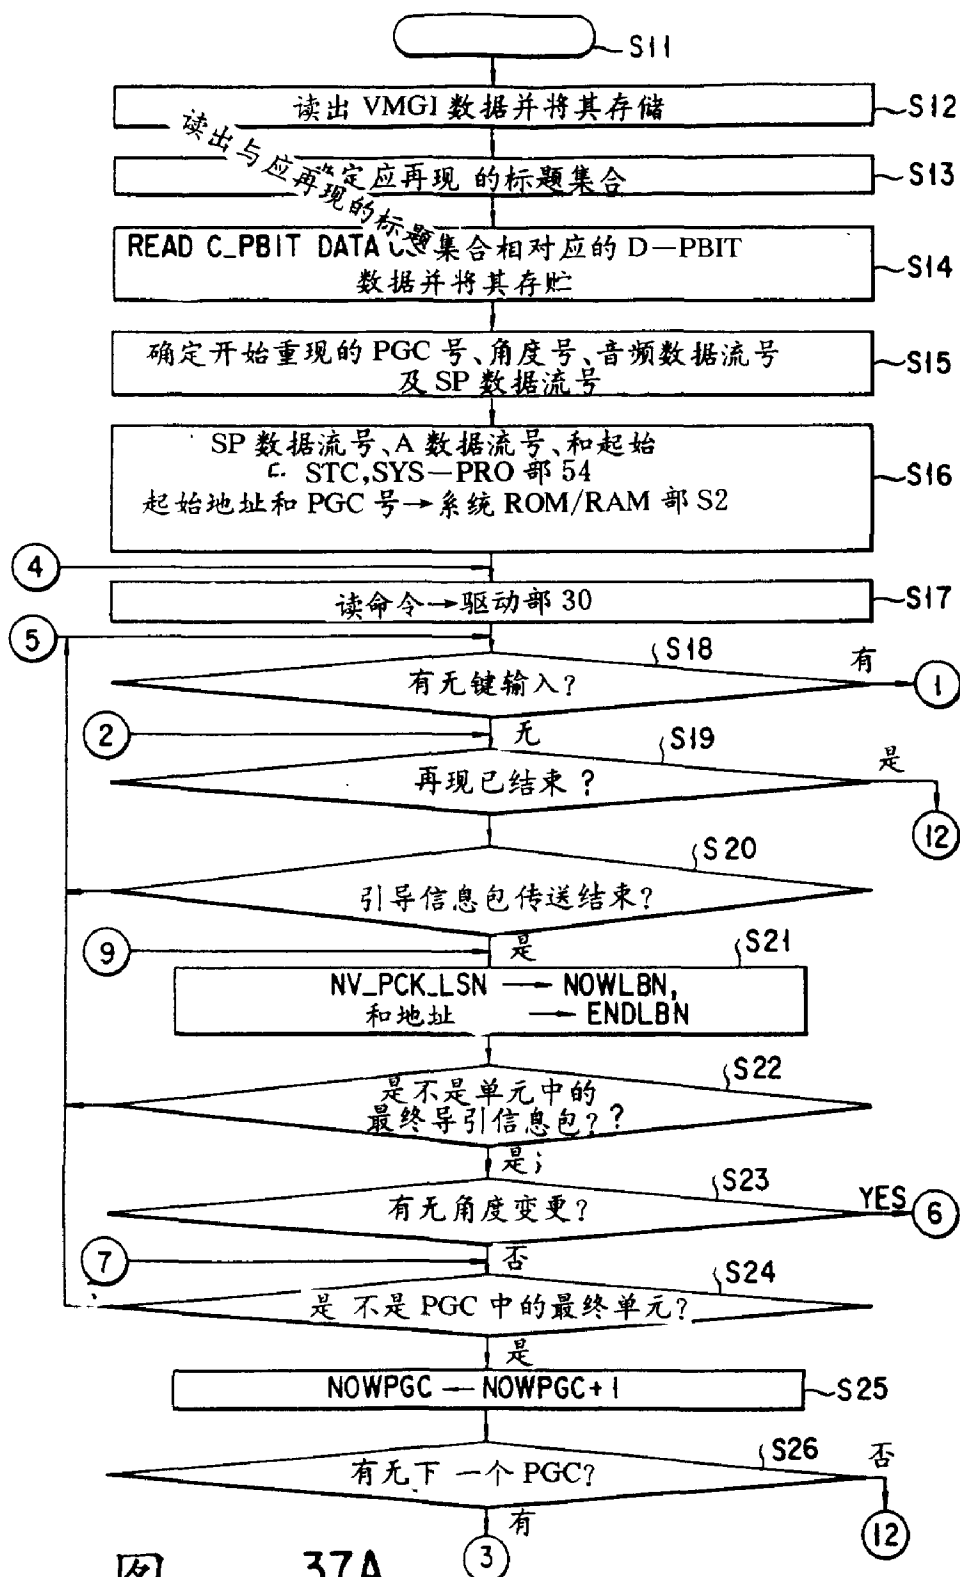 S11
读出 VMGI 数据并将其存储
S12
读出与应再现的标题
定应再现 的标题集合
S13
READ C_PBIT DATA
集合相对应的 D—PBIT
数据并将其存贮
S14
确定开始重现的 PGC 号、角度号、音频数据流号
及 SP 数据流号
S15
SP 数据流号、A 数据流号、和起始
STC,SYS—PRO 部 54
起始地址和 PGC 号→系统 ROM/RAM 部 S2
S16
4
读命令→驱动部 30
S17
5
S18
有无键输入?
有
1
2
无
S19
再现已结束 ?
是
12
S20
引导信息包传送结束?
9
是
S21
NV_PCK_LSN → NOWLBN,
和地址 → ENDLBN
S22
是不是单元中的
最终导引信息包??
是;
S23
有无角度变更?
YES
6
7
否
S24
是 不是 PGC 中的最终单元?
是
NOWPGC ← NOWPGC+1
S25
S26
有无下 一个 PGC?
否
12
有
3
图 37A